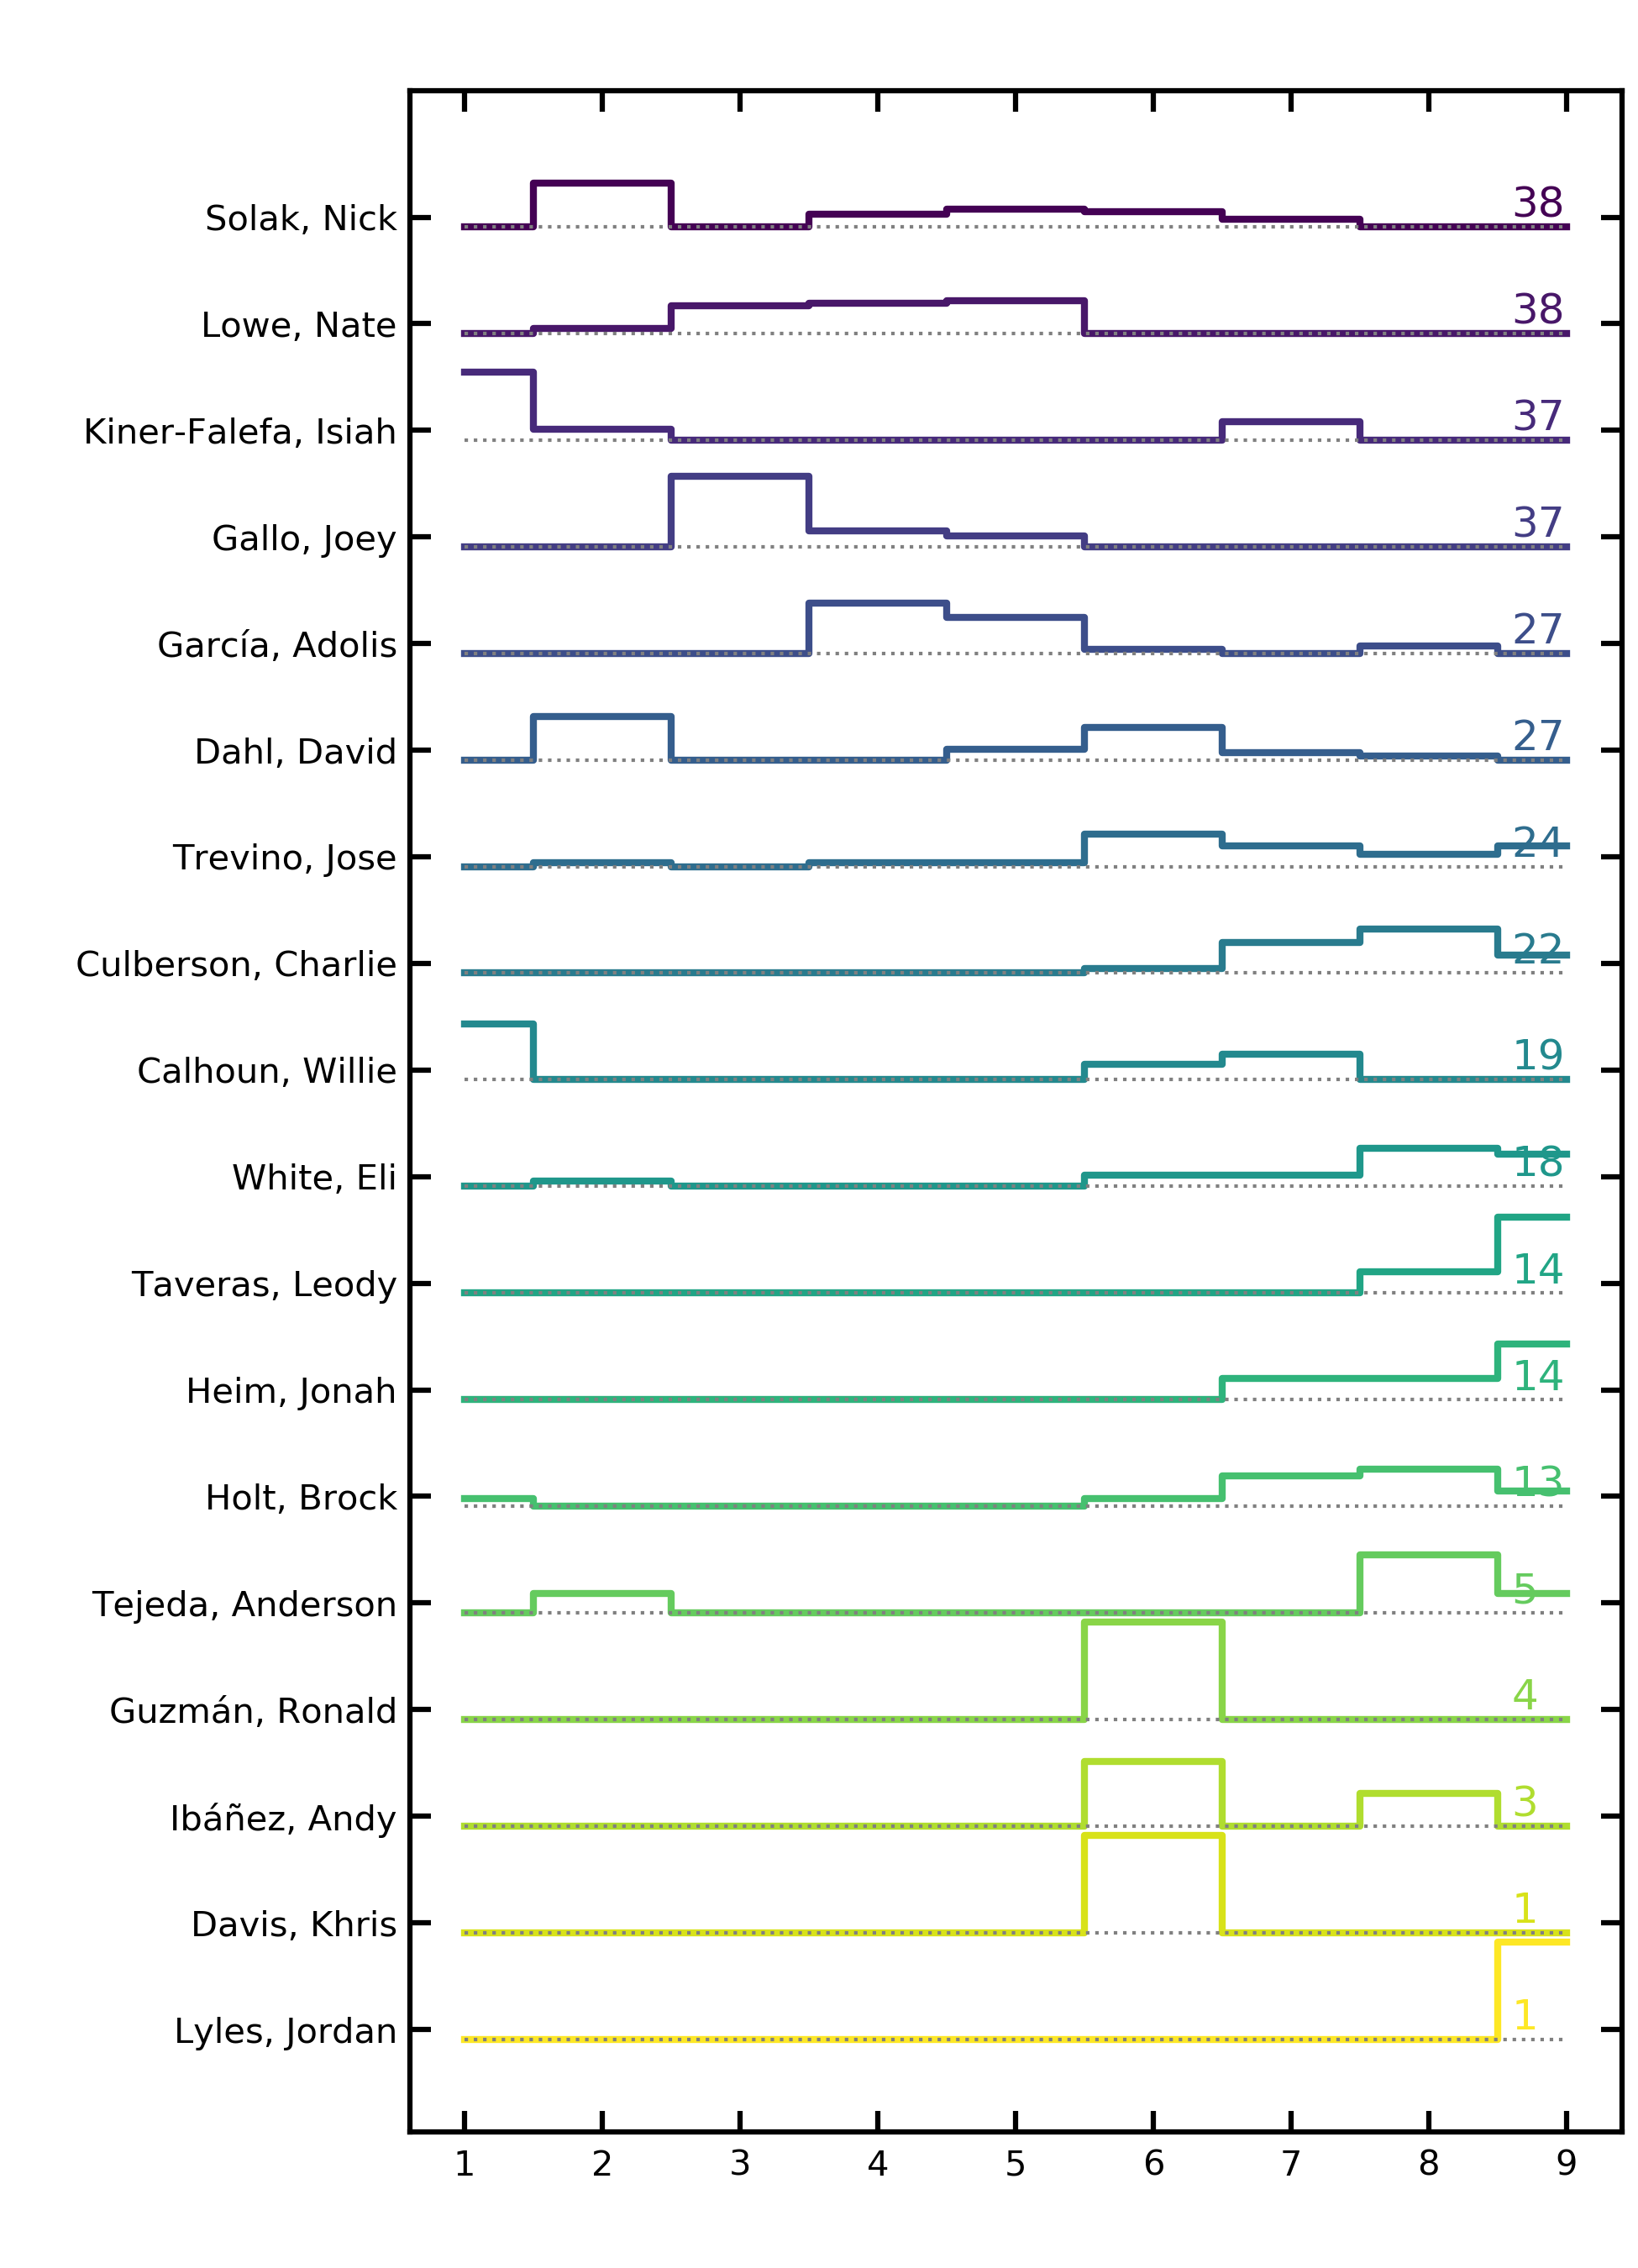 Solak, Nick 38
Lowe, Nate 38
Kiner-Falefa, Isiah 37
Gallo, Joey 37
García, Adolis 27
Dahl, David 27
Trevino, Jose 24
Culberson, Charlie 22
Calhoun, Willie 19
White, Eli 18
Taveras, Leody 14
Heim, Jonah 14
Holt, Brock 13
Tejeda, Anderson 5
Guzmán, Ronald 4
Ibáñez, Andy 3
Davis, Khris 1
Lyles, Jordan 1
1 2 3 4 5 6 7 8 9